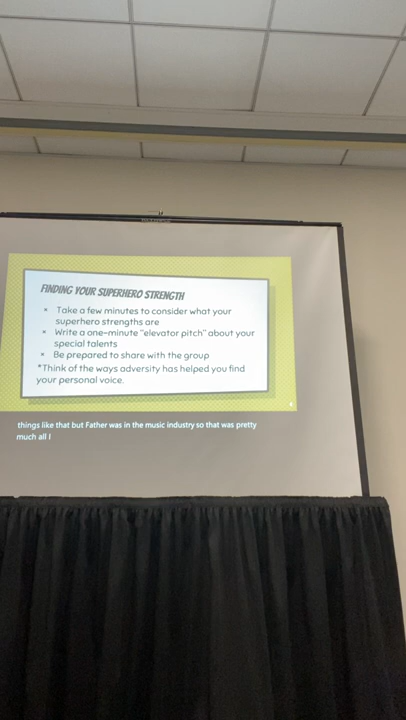 FINDING YOUR SUPERHERO STRENGTH
* Take a few minutes to consider what your
superhero strengths are
* Write a one-minute "elevator pitch" about your
special talents
* Be prepared to share with the group
*Think of the ways adversity has helped you find
your personal voice.
things like that but Father was in the music industry so that was pretty
much all I